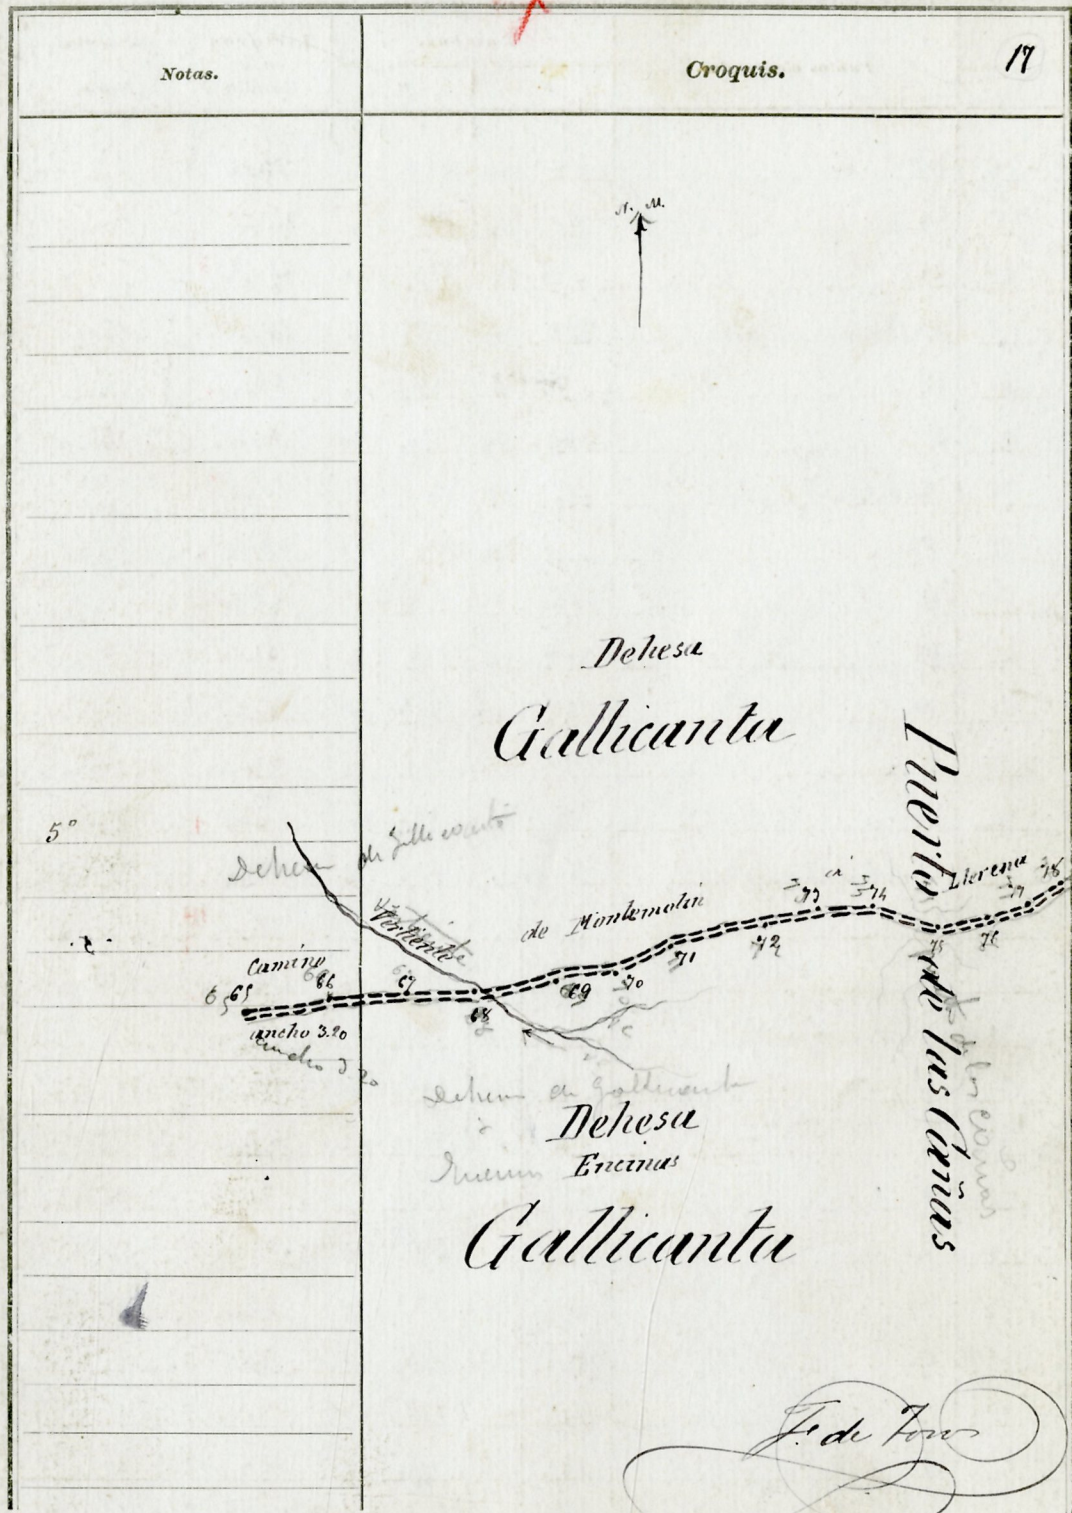 Notas.
Croquis.
17
N. M.
Dehesa
Gallicanta
5°
Dehesa de Gallicanta
Vertiente
Camino de Montemolin á Llerena
65 66 67 68 69 70 71 72 73 74 75 76 77 78
ancho 3.20
ancho 3 20
Puerto de las Cañas
Dehesa de Gallicanta
Dehesa
Encinas
Gallicanta
F. de Toro